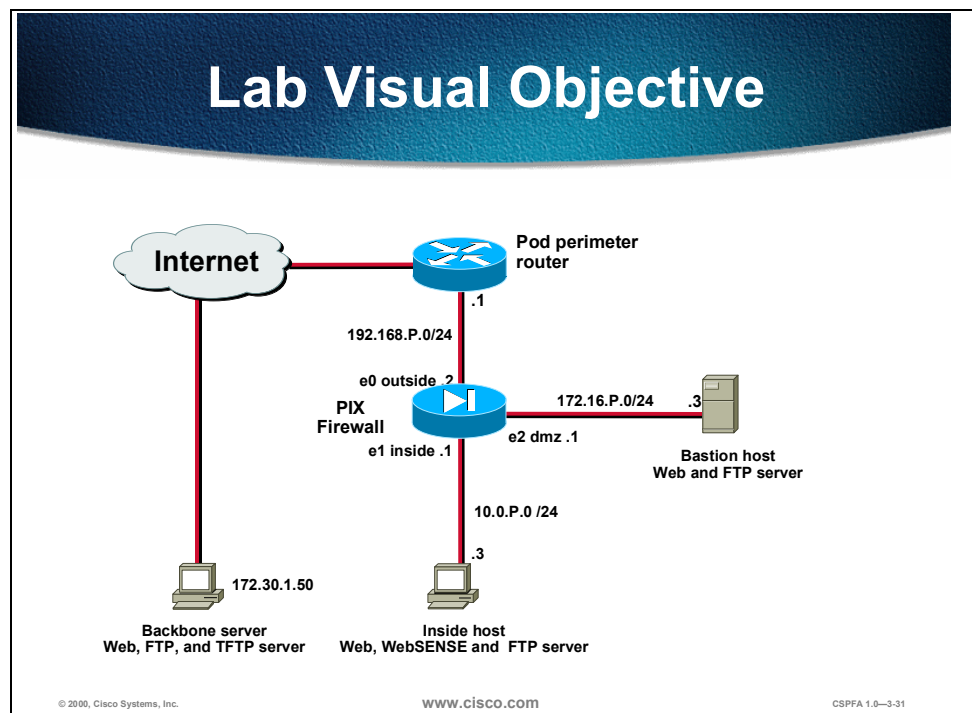 Lab Visual Objective
Internet
Pod perimeter
router
.1
192.168.P.0/24
e0 outside .2
172.16.P.0/24
.3
PIX
Firewall
e2 dmz .1
e1 inside .1
Bastion host
Web and FTP server
10.0.P.0 /24
.3
172.30.1.50
Backbone server
Web, FTP, and TFTP server
Inside host
Web, WebSENSE and FTP server
© 2000, Cisco Systems, Inc.
www.cisco.com
CSPFA 1.0—3-31